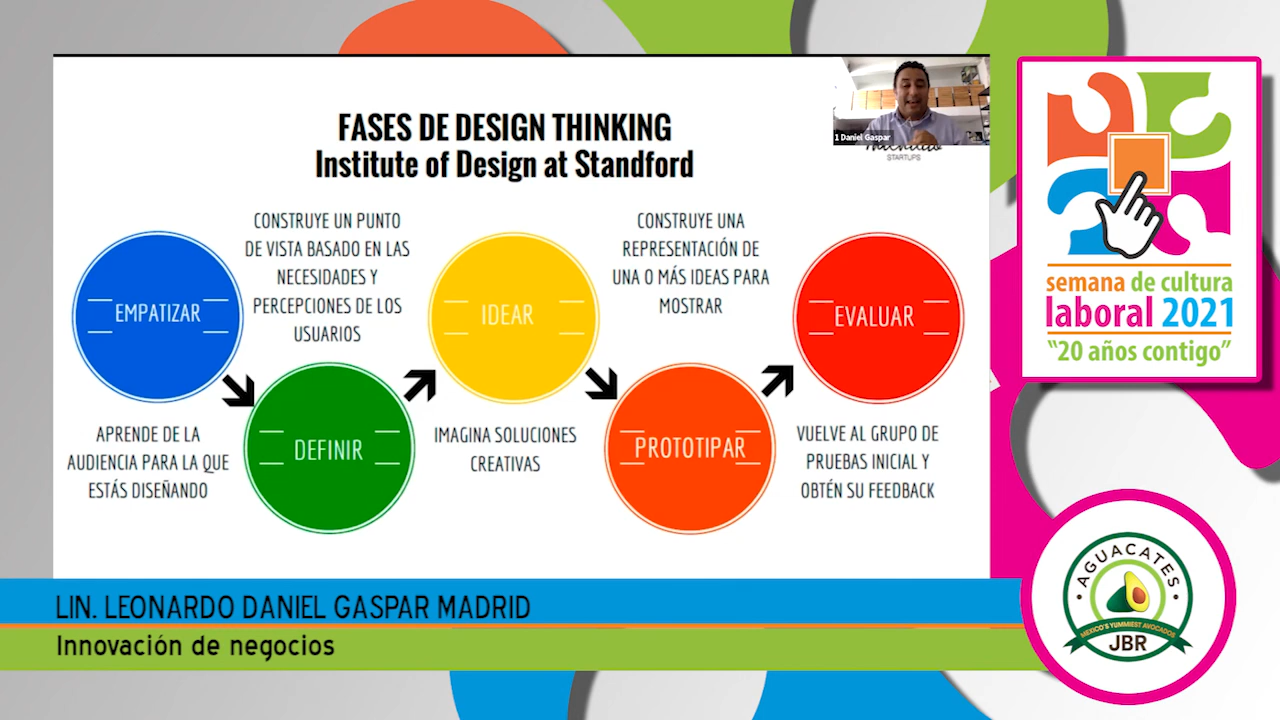 FASES DE DESIGN THINKING
Institute of Design at Standford
1 Daniel Gaspar
STARTUPS
EMPATIZAR
APRENDE DE LA
AUDIENCIA PARA LA QUE
ESTÁS DISEÑANDO
CONSTRUYE UN PUNTO
DE VISTA BASADO EN LAS
NECESIDADES Y
PERCEPCIONES DE LOS
USUARIOS
DEFINIR
IDEAR
IMAGINA SOLUCIONES
CREATIVAS
CONSTRUYE UNA
REPRESENTACIÓN DE
UNA O MÁS IDEAS PARA
MOSTRAR
PROTOTIPAR
EVALUAR
VUELVE AL GRUPO DE
PRUEBAS INICIAL Y
OBTÉN SU FEEDBACK
semana de cultura
laboral 2021
"20 años contigo"
LIN. LEONARDO DANIEL GASPAR MADRID
Innovación de negocios
AGUACATES
MEXICO'S YUMMIEST AVOCADOS
JBR